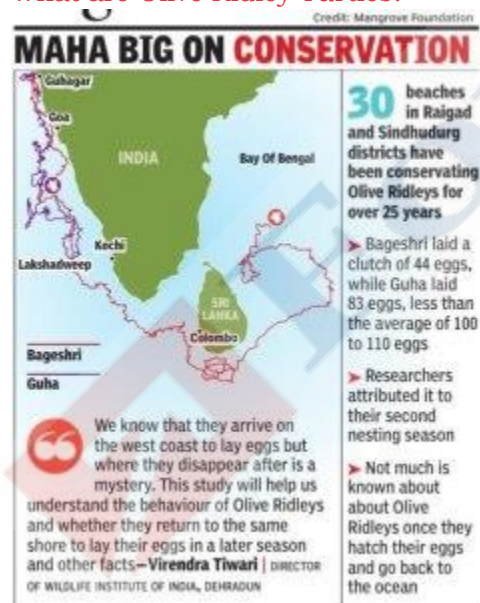 What are Olive Ridley Turtles?
Credit: Mangrove Foundation
MAHA BIG ON CONSERVATION
Guhagar
Goa
INDIA
Bay Of Bengal
Kochi
Lakshadweep
SRI
LANKA
Colombo
Bageshri
Guha
We know that they arrive on
the west coast to lay eggs but
where they disappear after is a
mystery. This study will help us
understand the behaviour of Olive Ridleys
and whether they return to the same
shore to lay their eggs in a later season
and other facts—Virendra Tiwari | DIRECTOR
OF WILDLIFE INSTITUTE OF INDIA, DEHRADUN
30 beaches
in Raigad
and Sindhudurg
districts have
been conserving
Olive Ridleys for
over 25 years
➤ Bageshri laid a
clutch of 44 eggs,
while Guha laid
83 eggs, less than
the average of 100
to 110 eggs
➤ Researchers
attributed it to
their second
nesting season
➤ Not much is
known about
about Olive
Ridleys once they
hatch their eggs
and go back to
the ocean